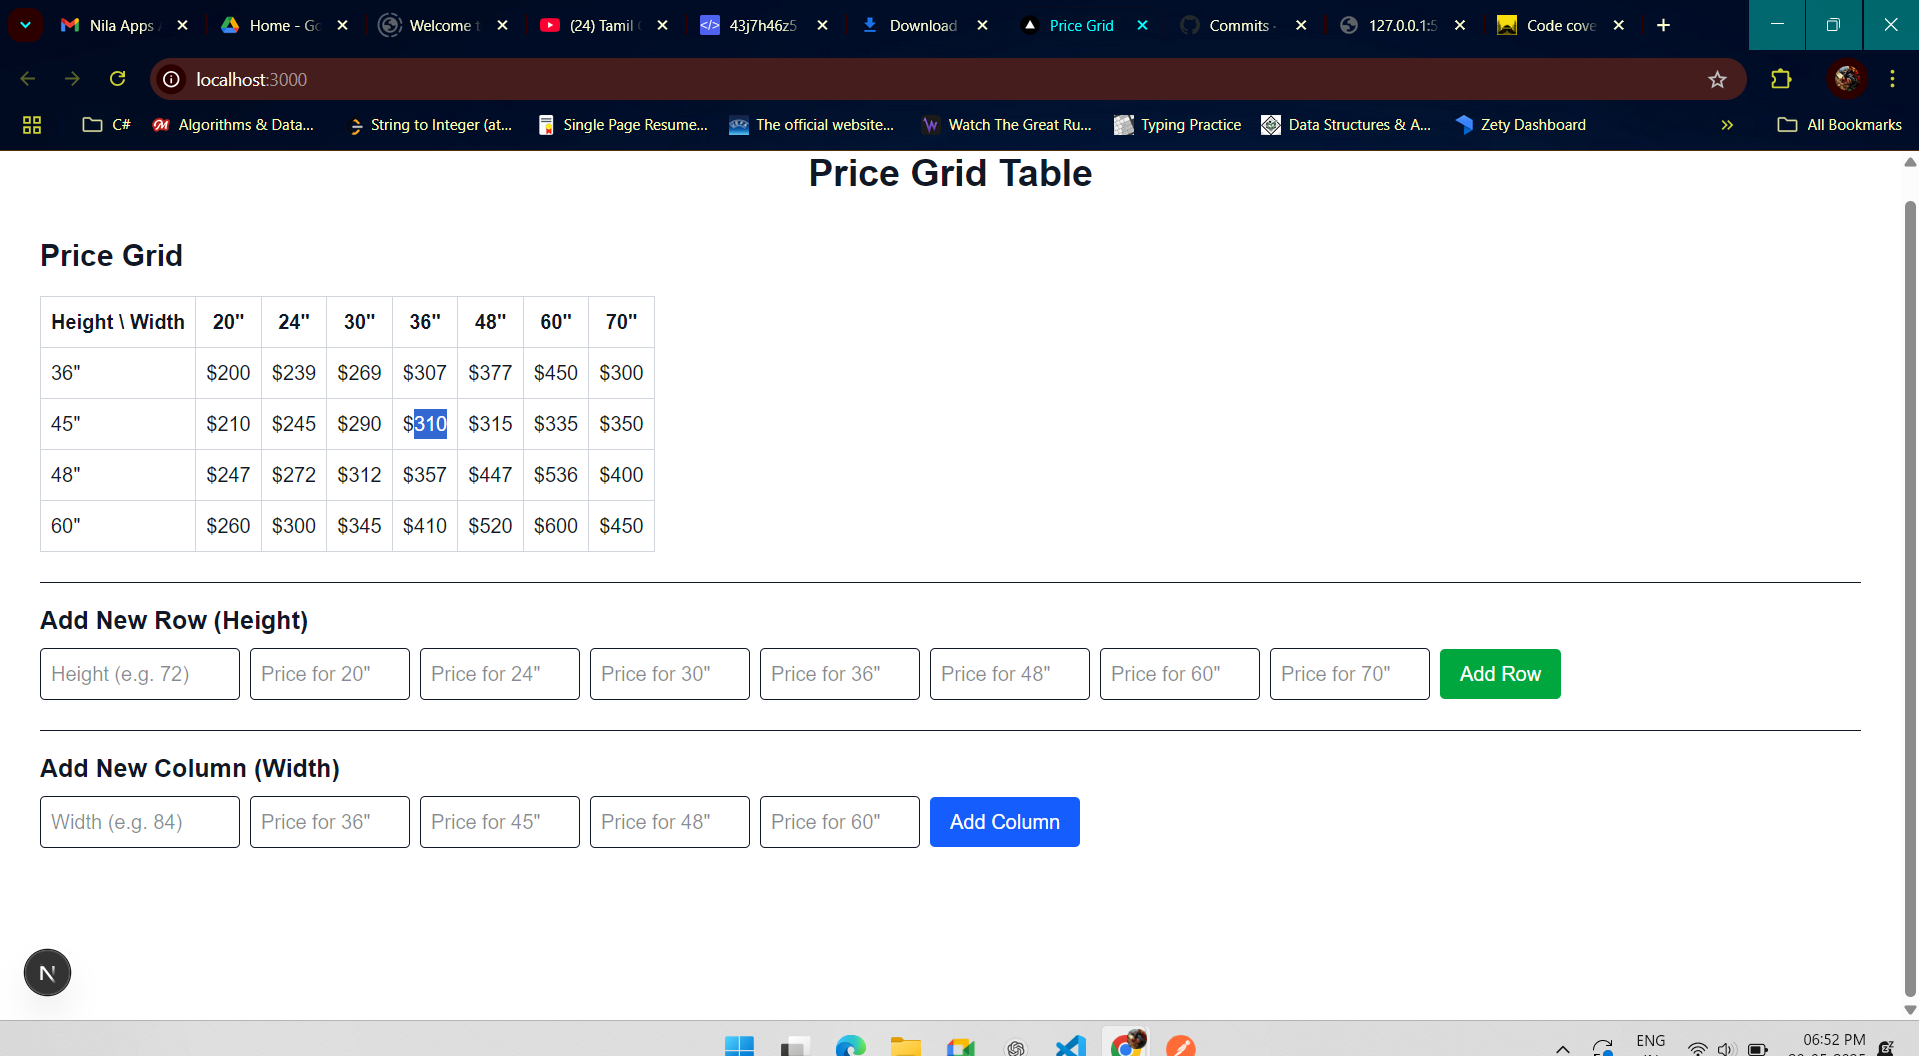 Nila Apps
Home - Go
Welcome t
(24) Tamil
43j7h46z5
Download
Price Grid
Commits ·
127.0.0.1:5
Code cove
localhost:3000
C#
Algorithms & Data...
String to Integer (at...
Single Page Resume...
The official website...
Watch The Great Ru...
Typing Practice
Data Structures & A...
Zety Dashboard
»
All Bookmarks
Price Grid Table
Price Grid
Height \ Width 20" 24" 30" 36" 48" 60" 70"
36" $200 $239 $269 $307 $377 $450 $300
45" $210 $245 $290 $310 $315 $335 $350
48" $247 $272 $312 $357 $447 $536 $400
60" $260 $300 $345 $410 $520 $600 $450
Add New Row (Height)
Height (e.g. 72) Price for 20" Price for 24" Price for 30" Price for 36" Price for 48" Price for 60" Price for 70" Add Row
Add New Column (Width)
Width (e.g. 84) Price for 36" Price for 45" Price for 48" Price for 60" Add Column
N
ENG
06:52 PM